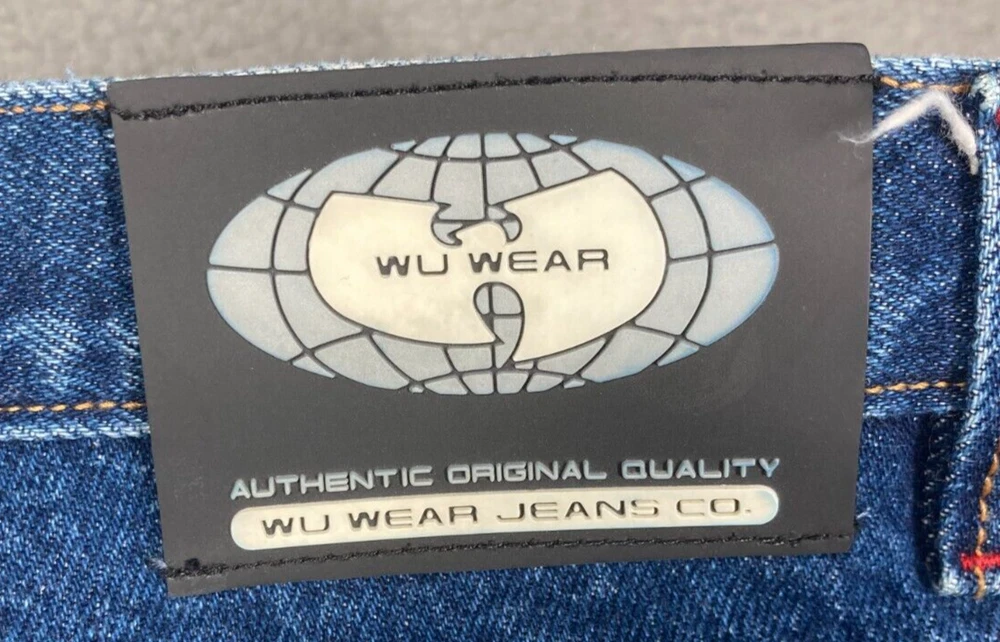 WU WEAR
AUTHENTIC ORIGINAL QUALITY
WU WEAR JEANS CO.